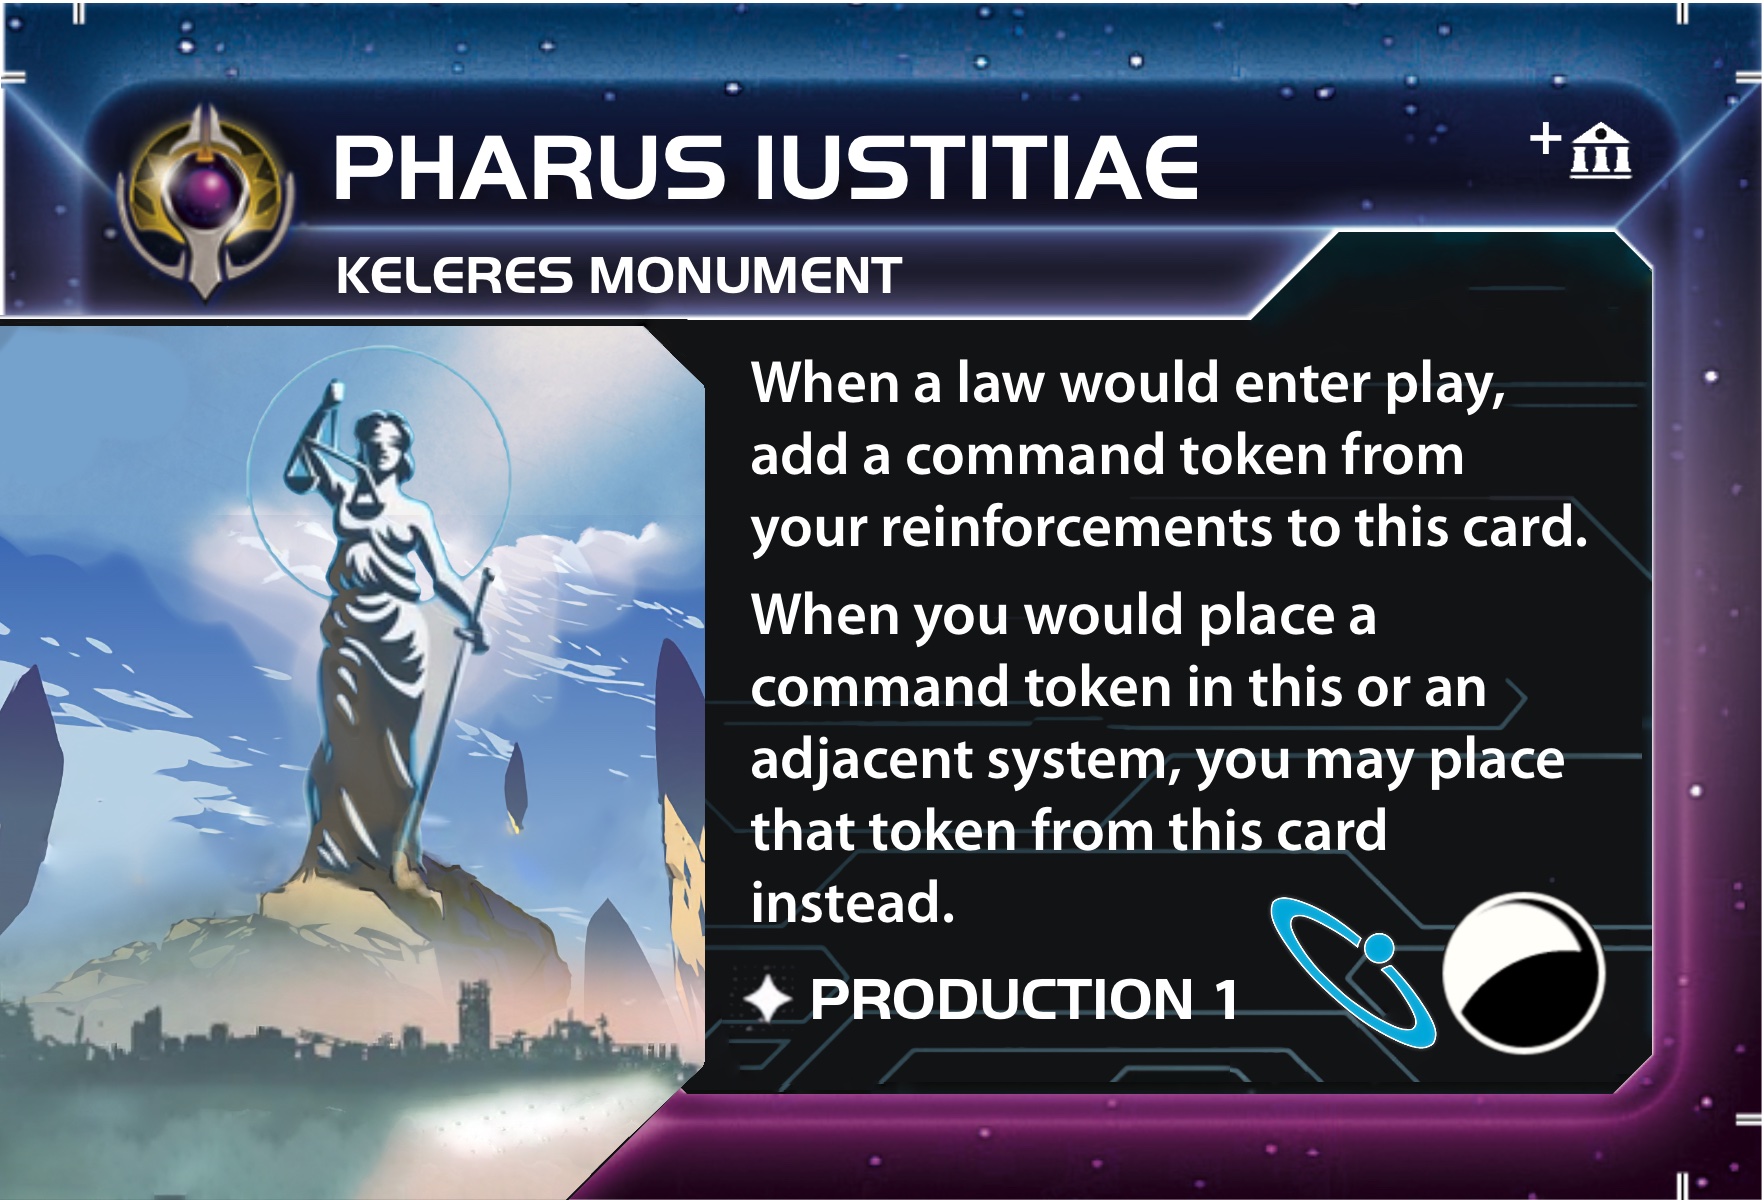 PHARUS IUSTITIAE
+
KELERES MONUMENT
When a law would enter play,
add a command token from
your reinforcements to this card.
When you would place a
command token in this or an
adjacent system, you may place
that token from this card
instead.
PRODUCTION 1